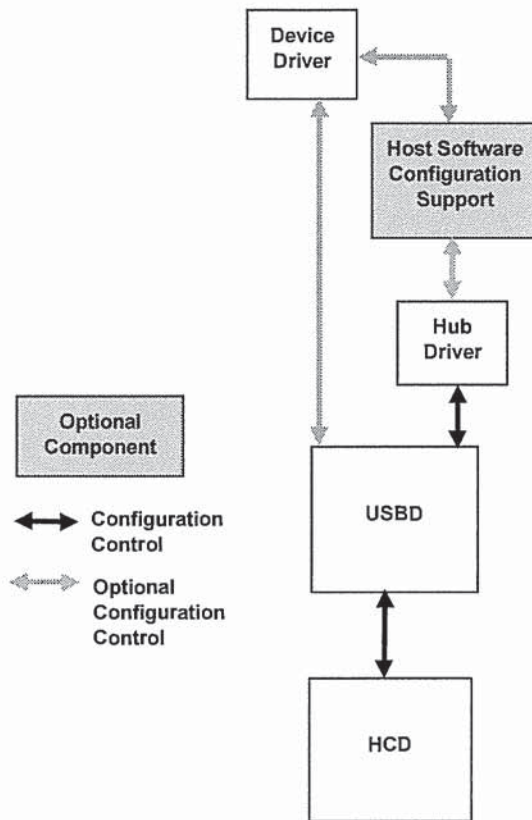 Device
Driver
Host Software
Configuration
Support
Hub
Driver
Optional
Component
USBD
Configuration
Control
Optional
Configuration
Control
HCD